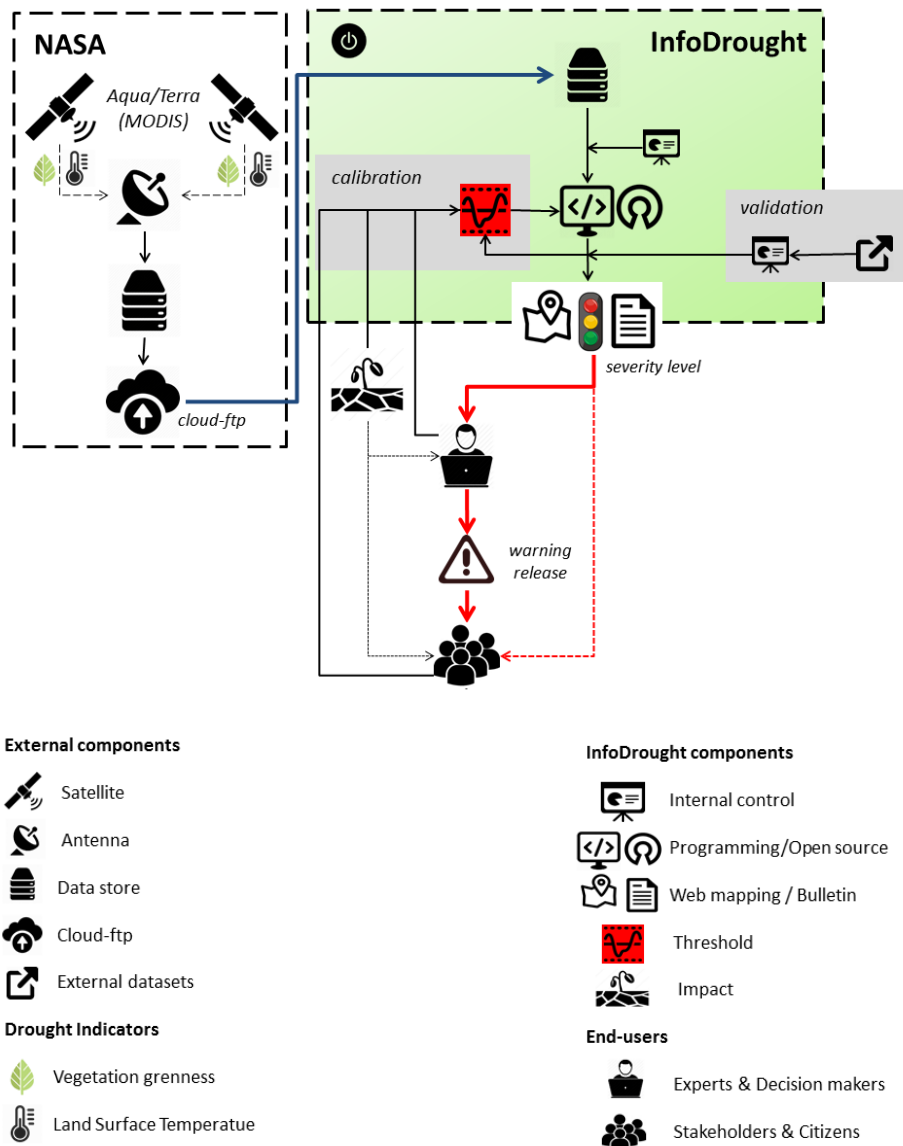 NASA
InfoDrought
Aqua/Terra
(MODIS)
calibration
</>
validation
severity level
cloud-ftp
warning
release
External components
Satellite
Antenna
Data store
Cloud-ftp
External datasets
Drought Indicators
Vegetation grenness
Land Surface Temperatue
InfoDrought components
Internal control
</>
Programming/Open source
Web mapping / Bulletin
Threshold
Impact
End-users
Experts & Decision makers
Stakeholders & Citizens